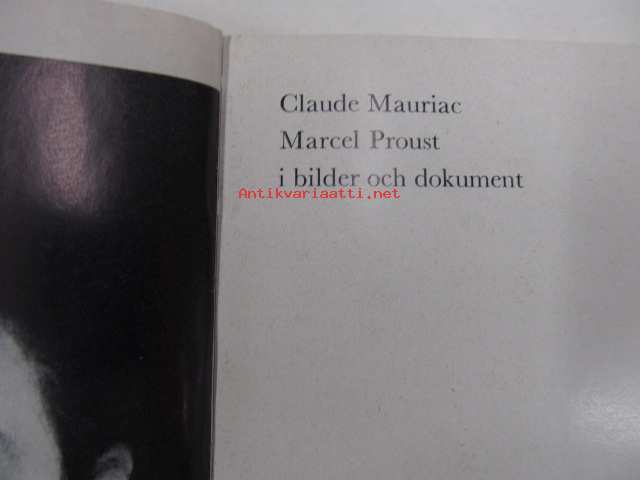 Claude Mauriac
Marcel Proust
i bilder och dokument
Antikvariaatti.net